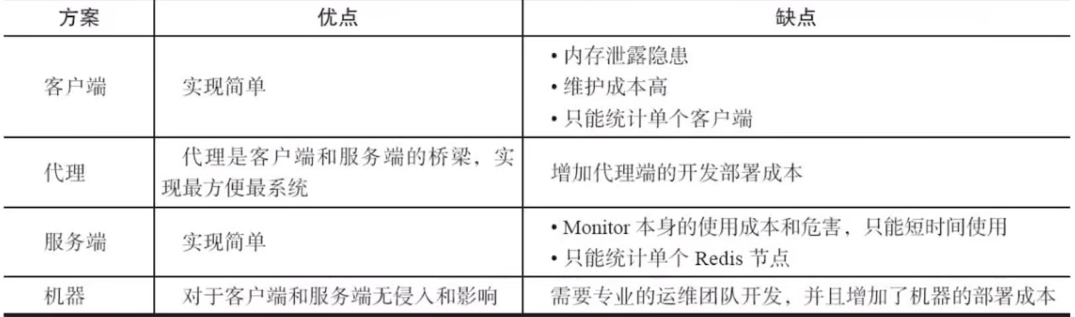 方案 优点 缺点
客户端 实现简单 • 内存泄露隐患
• 维护成本高
• 只能统计单个客户端
代理 代理是客户端和服务端的桥梁，实
现最方便最系统 增加代理端的开发部署成本
服务端 实现简单 • Monitor 本身的使用成本和危害，只能短时间使用
• 只能统计单个 Redis 节点
机器 对于客户端和服务端无侵入和影响 需要专业的运维团队开发，并且增加了机器的部署成本